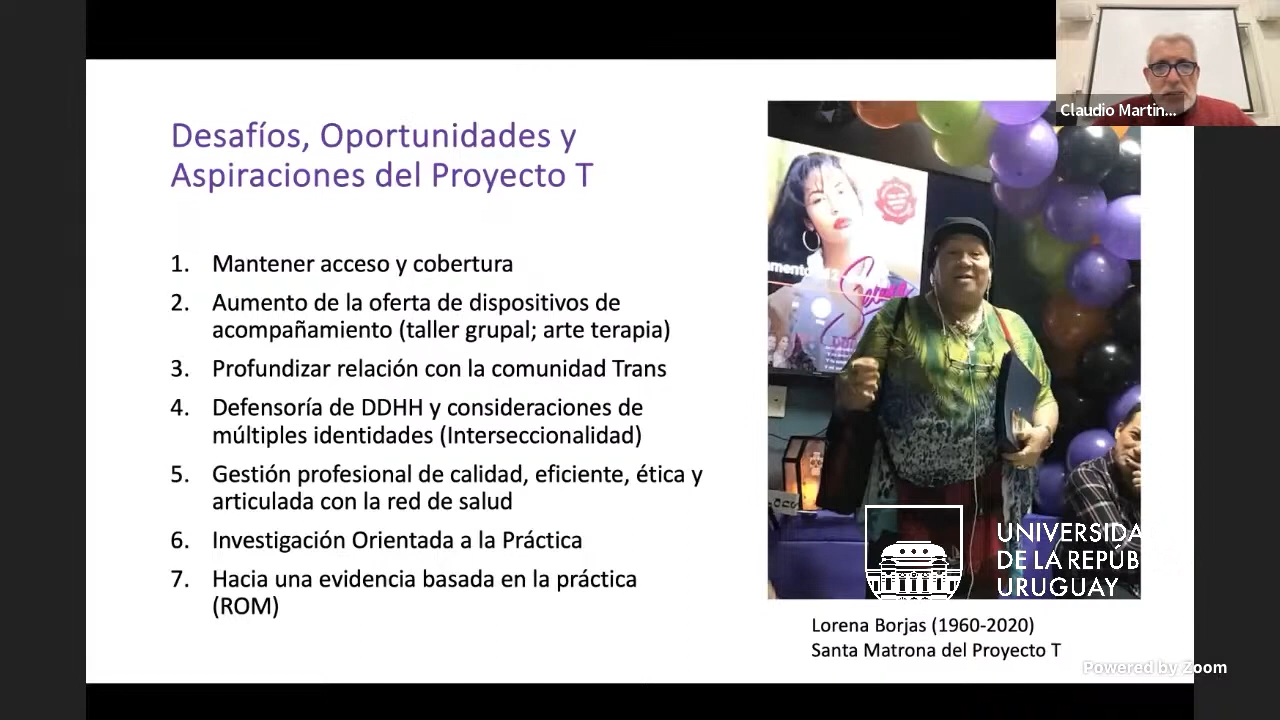 Claudio Martin...
Desafíos, Oportunidades y
Aspiraciones del Proyecto T
1. Mantener acceso y cobertura
2. Aumento de la oferta de dispositivos de
acompañamiento (taller grupal; arte terapia)
3. Profundizar relación con la comunidad Trans
4. Defensoría de DDHH y consideraciones de
múltiples identidades (Interseccionalidad)
5. Gestión profesional de calidad, eficiente, ética y
articulada con la red de salud
6. Investigación Orientada a la Práctica
7. Hacia una evidencia basada en la práctica
(ROM)
UNIVERSIDA
DE LA REPÚB
URUGUAY
Lorena Borjas (1960-2020)
Santa Matrona del Proyecto T
Powered by Zoom